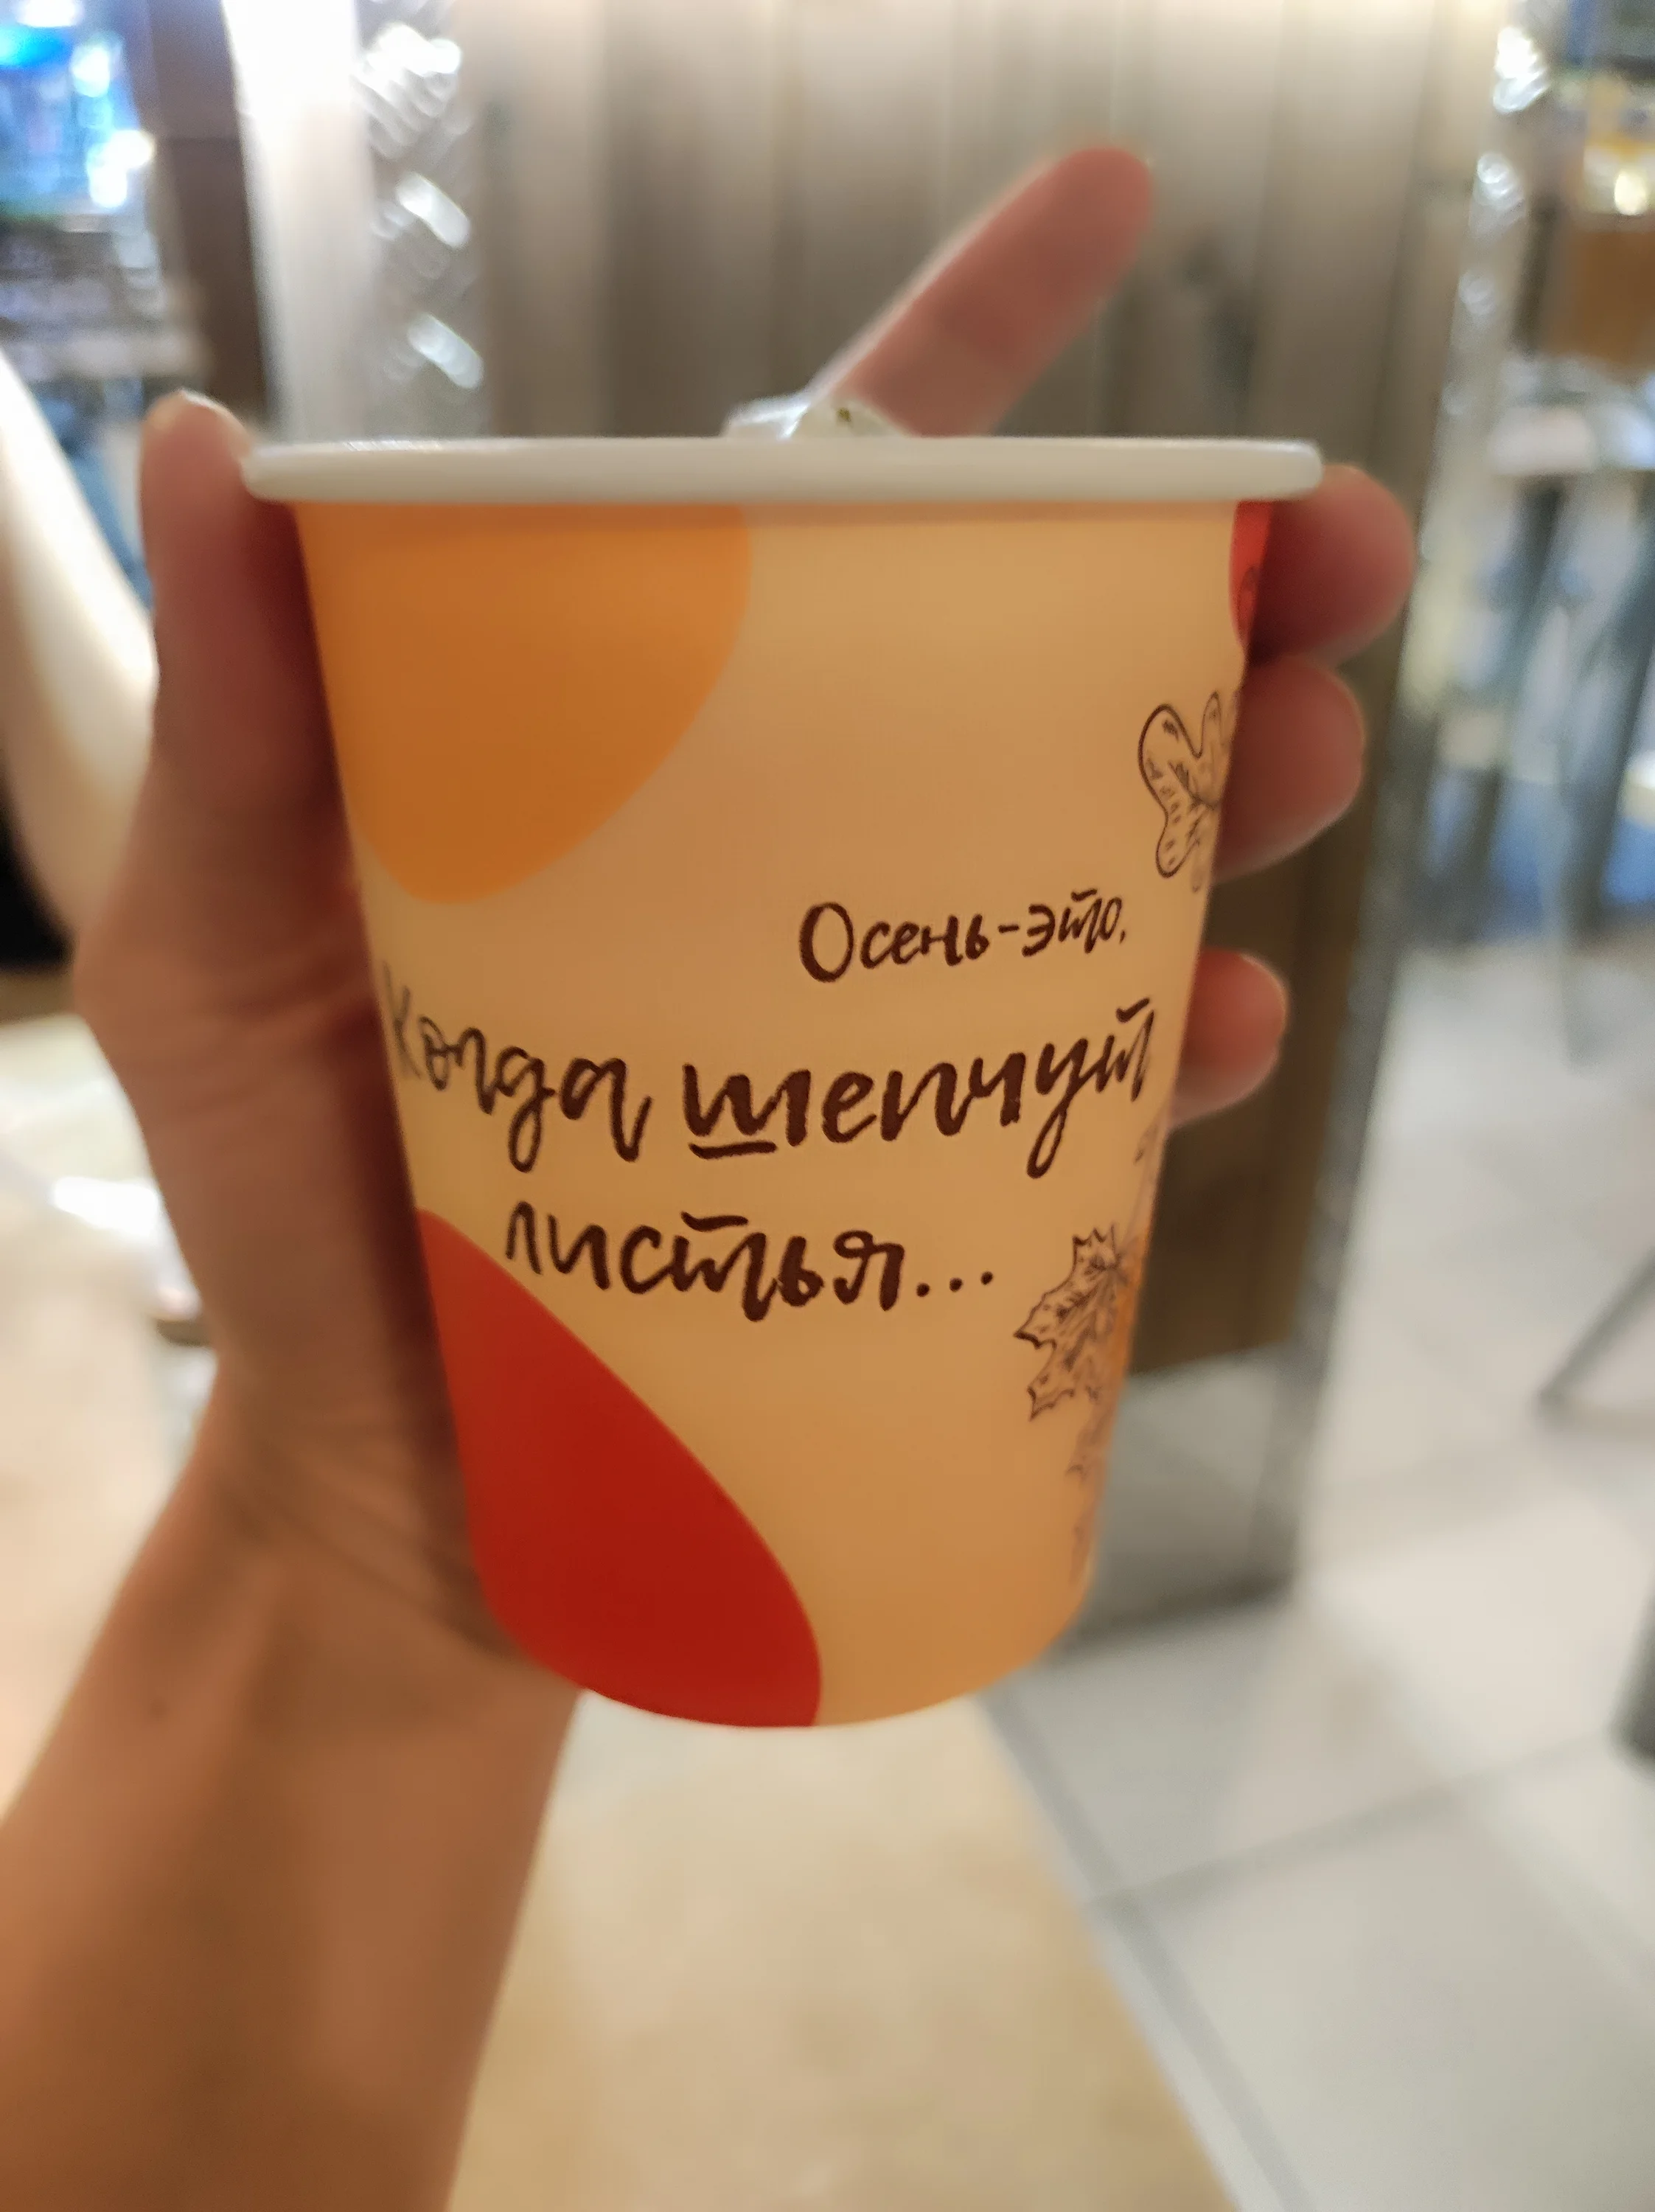 Осень-это,
Когда шепчут
листья...